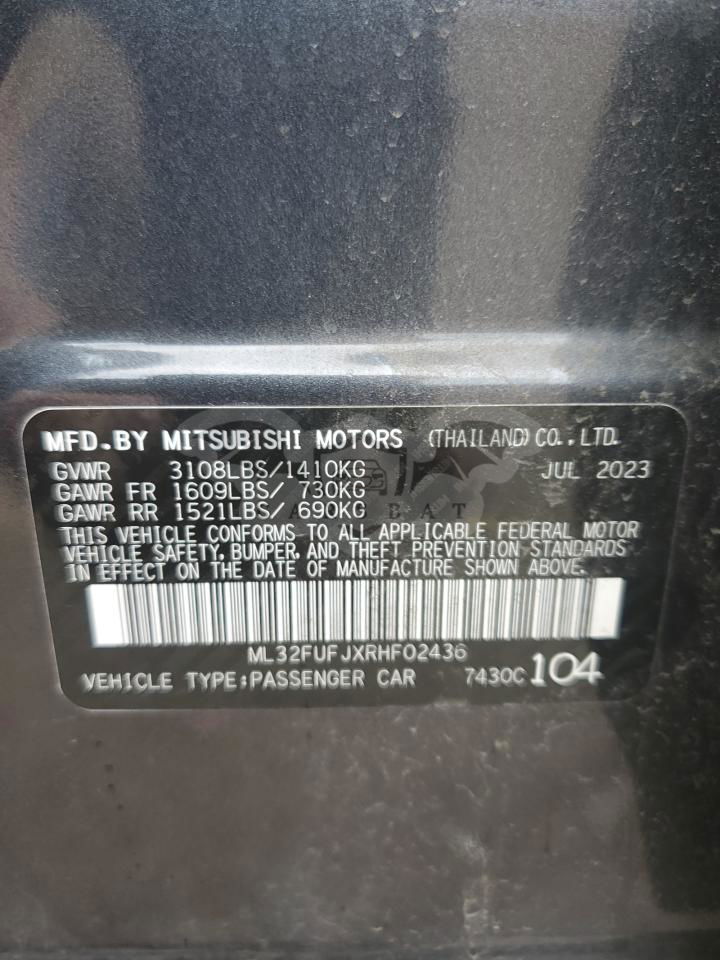 MFD. BY MITSUBISHI MOTORS (THAILAND) CO., LTD.
GVWR 3108LBS/1410KG JUL 2023
GAWR FR 1609LBS/ 730KG
GAWR RR 1521LBS/ 690KG
THIS VEHICLE CONFORMS TO ALL APPLICABLE FEDERAL MOTOR
VEHICLE SAFETY, BUMPER, AND THEFT PREVENTION STANDARDS
IN EFFECT ON THE DATE OF MANUFACTURE SHOWN ABOVE.
ML32FUFJXRHF02436
VEHICLE TYPE:PASSENGER CAR 7430C 104